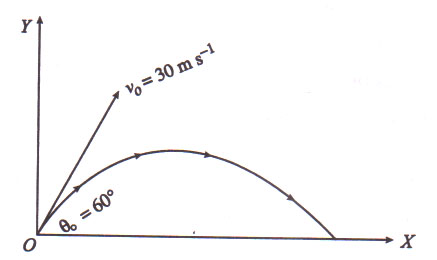 Y
v₀ = 30 m s⁻¹
θ₀ = 60°
O
X